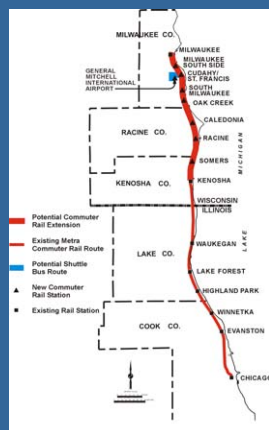 MILWAUKEE CO.
MILWAUKEE
MILWAUKEE
SOUTH SIDE
CUDAHY/
ST. FRANCIS
GENERAL
MITCHELL
INTERNATIONAL
AIRPORT
SOUTH
MILWAUKEE
OAK CREEK
CALEDONIA
RACINE CO.
RACINE
MICHIGAN
SOMERS
KENOSHA CO.
KENOSHA
WISCONSIN
ILLINOIS
LAKE
Potential Commuter
Rail Extension
Existing Metra
Commuter Rail Route
Potential Shuttle
Bus Route
New Commuter
Rail Station
Existing Rail Station
WAUKEGAN
LAKE CO.
LAKE FOREST
HIGHLAND PARK
WINNETKA
COOK CO.
EVANSTON
CHICAGO